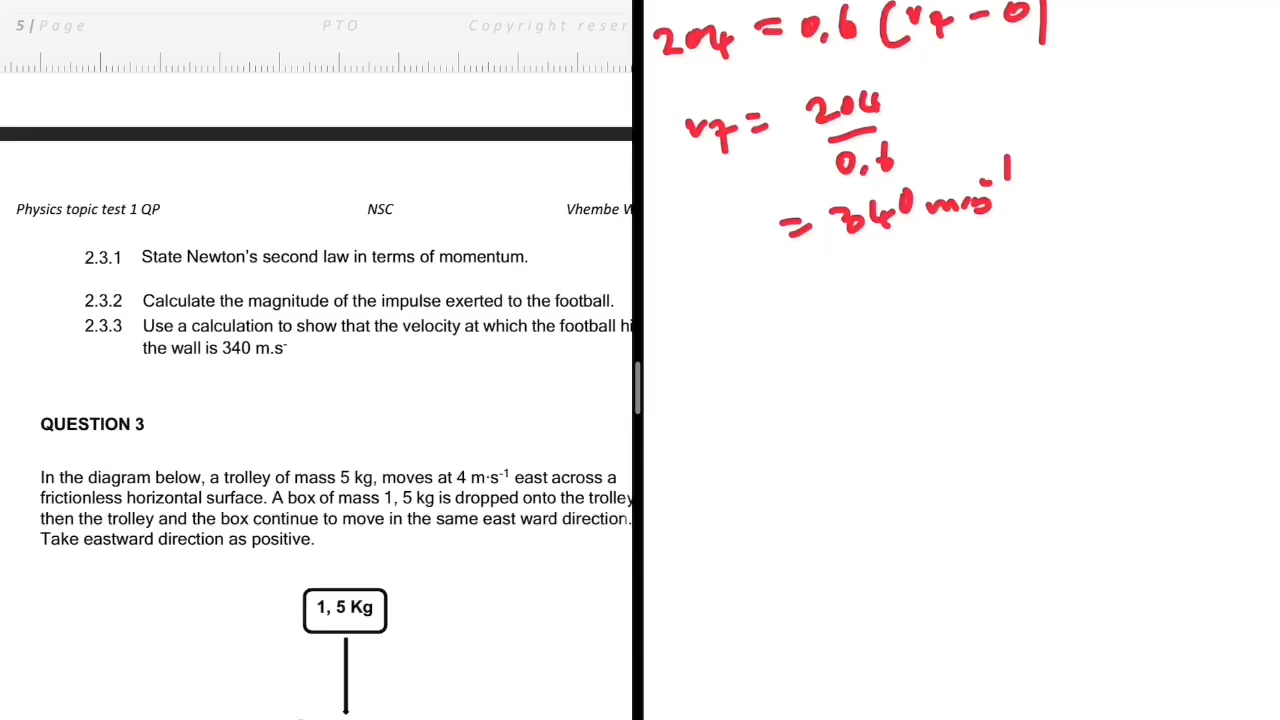 5 | Page PTO Copyright reser
Physics topic test 1 QP NSC Vhembe W
2.3.1 State Newton's second law in terms of momentum.
2.3.2 Calculate the magnitude of the impulse exerted to the football.
2.3.3 Use a calculation to show that the velocity at which the football hi
the wall is 340 m.s⁻
QUESTION 3
In the diagram below, a trolley of mass 5 kg, moves at 4 m·s⁻¹ east across a
frictionless horizontal surface. A box of mass 1, 5 kg is dropped onto the trolley
then the trolley and the box continue to move in the same east ward direction.
Take eastward direction as positive.
1, 5 Kg
204 = 0,6 (vf - 0)
vf = 204
0,6
= 340 m·s⁻¹